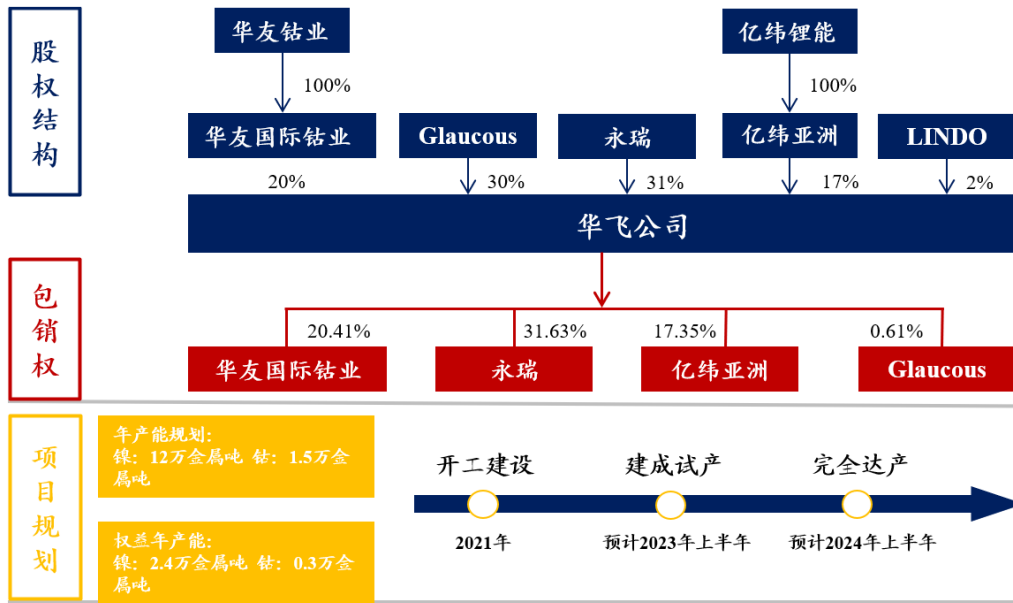 股权结构
华友钴业
亿纬锂能
100%
100%
华友国际钴业
Glaucous
永瑞
亿纬亚洲
LINDO
20%
30%
31%
17%
2%
华飞公司
包销权
20.41%
31.63%
17.35%
0.61%
华友国际钴业
永瑞
亿纬亚洲
Glaucous
项目规划
年产能规划:
镍: 12万金属吨 钴: 1.5万金
属吨
权益年产能:
镍: 2.4万金属吨 钴: 0.3万金
属吨
开工建设
建成试产
完全达产
2021年
预计2023年上半年
预计2024年上半年